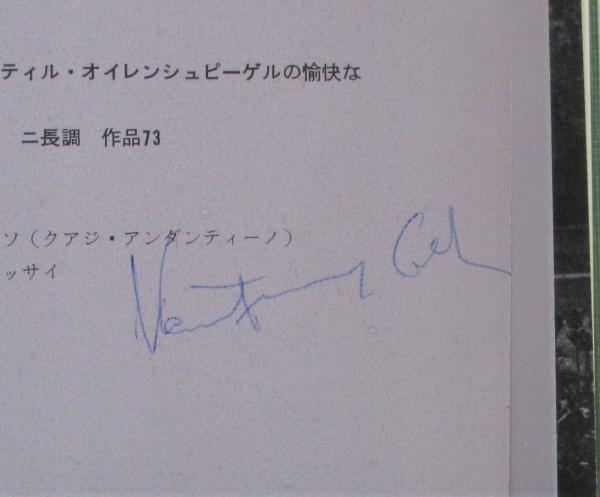 ティル・オイレンシュピーゲルの愉快な
ニ長調　作品73
ソ（クアジ・アンダンティーノ）
ッサイ